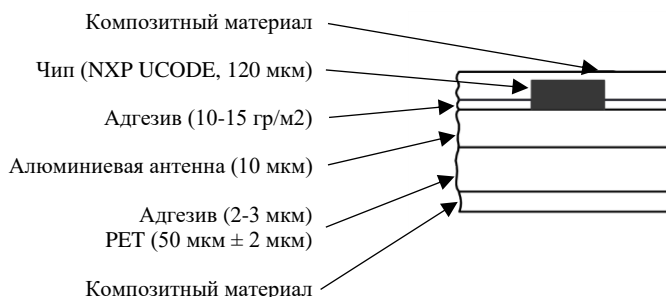 Композитный материал
Чип (NXP UCODE, 120 мкм)
Адгезив (10-15 гр/м2)
Алюминиевая антенна (10 мкм)
Адгезив (2-3 мкм)
PET (50 мкм ± 2 мкм)
Композитный материал